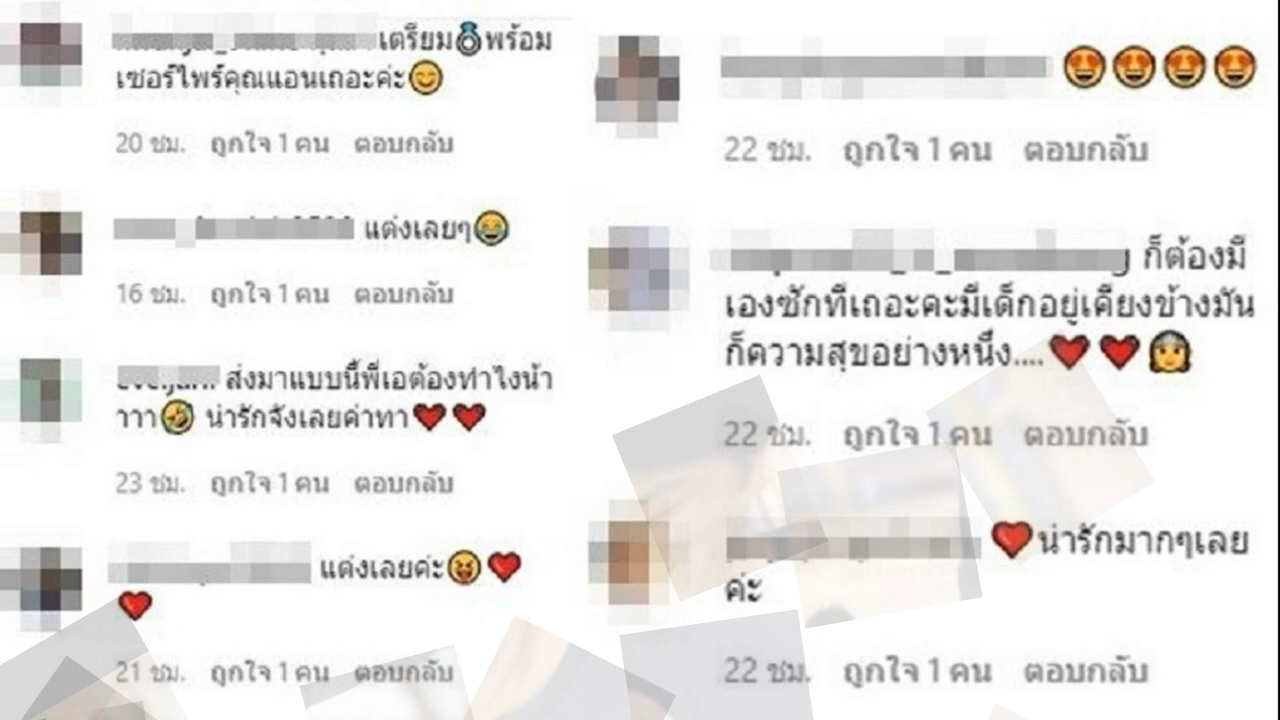 เตรียม💍พร้อม
เซอร์ไพร์คุณแอนเถอะค่ะ😊
20 ชม. ถูกใจ 1 คน ตอบกลับ
แต่งเลยๆ😂
16 ชม. ถูกใจ 1 คน ตอบกลับ
ส่งมาแบบนี้พี่เอต้องทำไงน้า
าาา🤣 น่ารักจังเลยค่าทา❤️❤️
23 ชม. ถูกใจ 1 คน ตอบกลับ
แต่งเลยค่ะ😝❤️
❤️
21 ชม. ถูกใจ 1 คน ตอบกลับ
😍😍😍😍
22 ชม. ถูกใจ 1 คน ตอบกลับ
ก็ต้องมี
เองซักทีเถอะคะมีเด็กอยู่เคียงข้างมัน
ก็ความสุขอย่างหนึ่ง....❤️❤️👰
22 ชม. ถูกใจ 1 คน ตอบกลับ
❤️น่ารักมากๆเลย
ค่ะ
22 ชม. ถูกใจ 1 คน ตอบกลับ